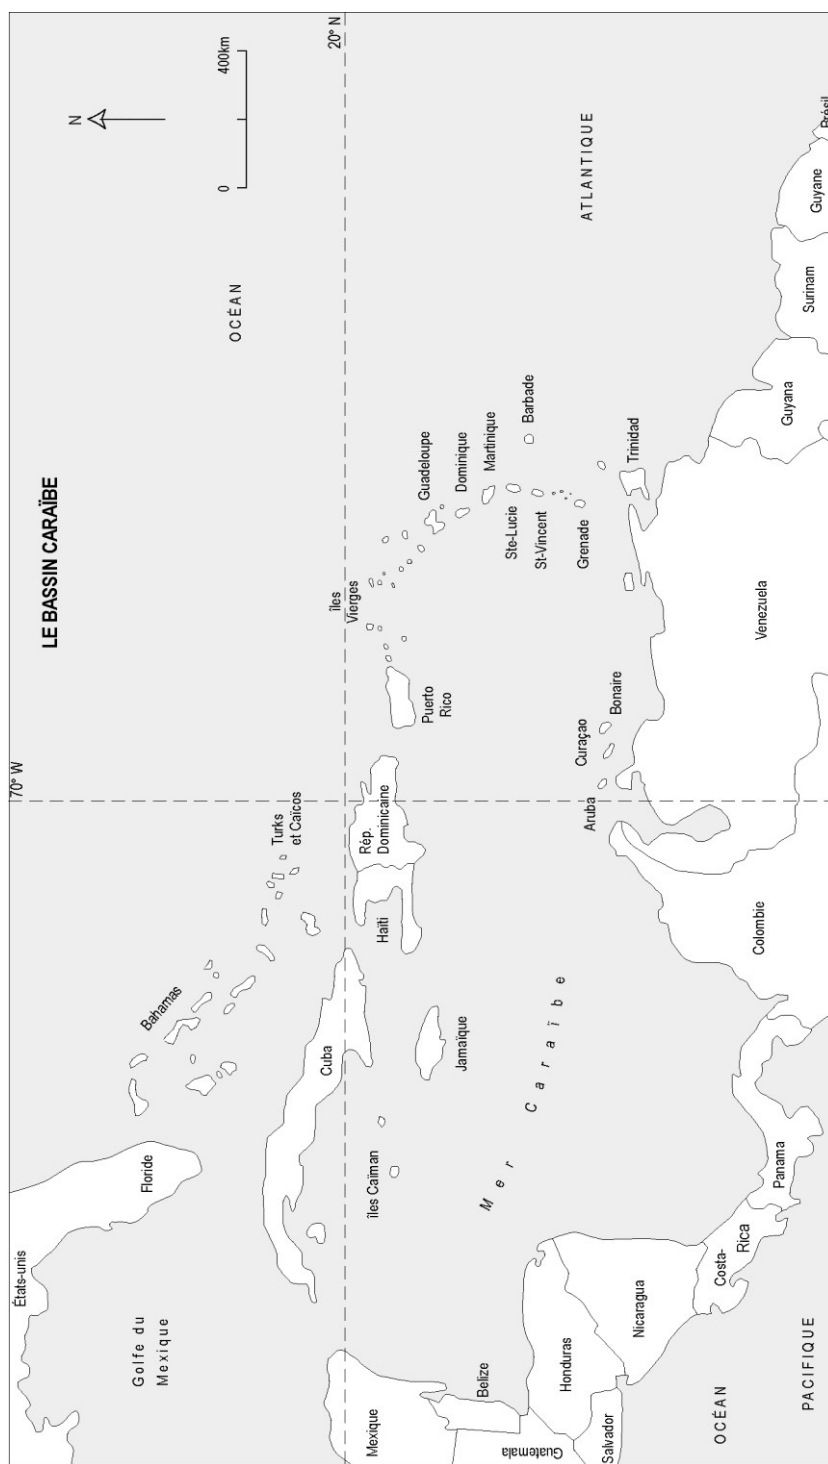 LE BASSIN CARAÏBE
N
0
400km
70° W
20° N
États-unis
Floride
Golfe du
Mexique
OCÉAN
ATLANTIQUE
Bahamas
Turks
et Caïcos
Cuba
îles Caïman
Jamaïque
Haïti
Rép.
Dominicaine
Puerto
Rico
îles
Vierges
Guadeloupe
Dominique
Martinique
Ste-Lucie
Barbade
St-Vincent
Grenade
Trinidad
Mer Caraïbe
Aruba
Curaçao
Bonaire
Mexique
Belize
Guatemala
Honduras
Salvador
Nicaragua
Costa-
Rica
Panama
Colombie
Venezuela
Guyana
Surinam
Guyane
Brésil
OCÉAN
PACIFIQUE